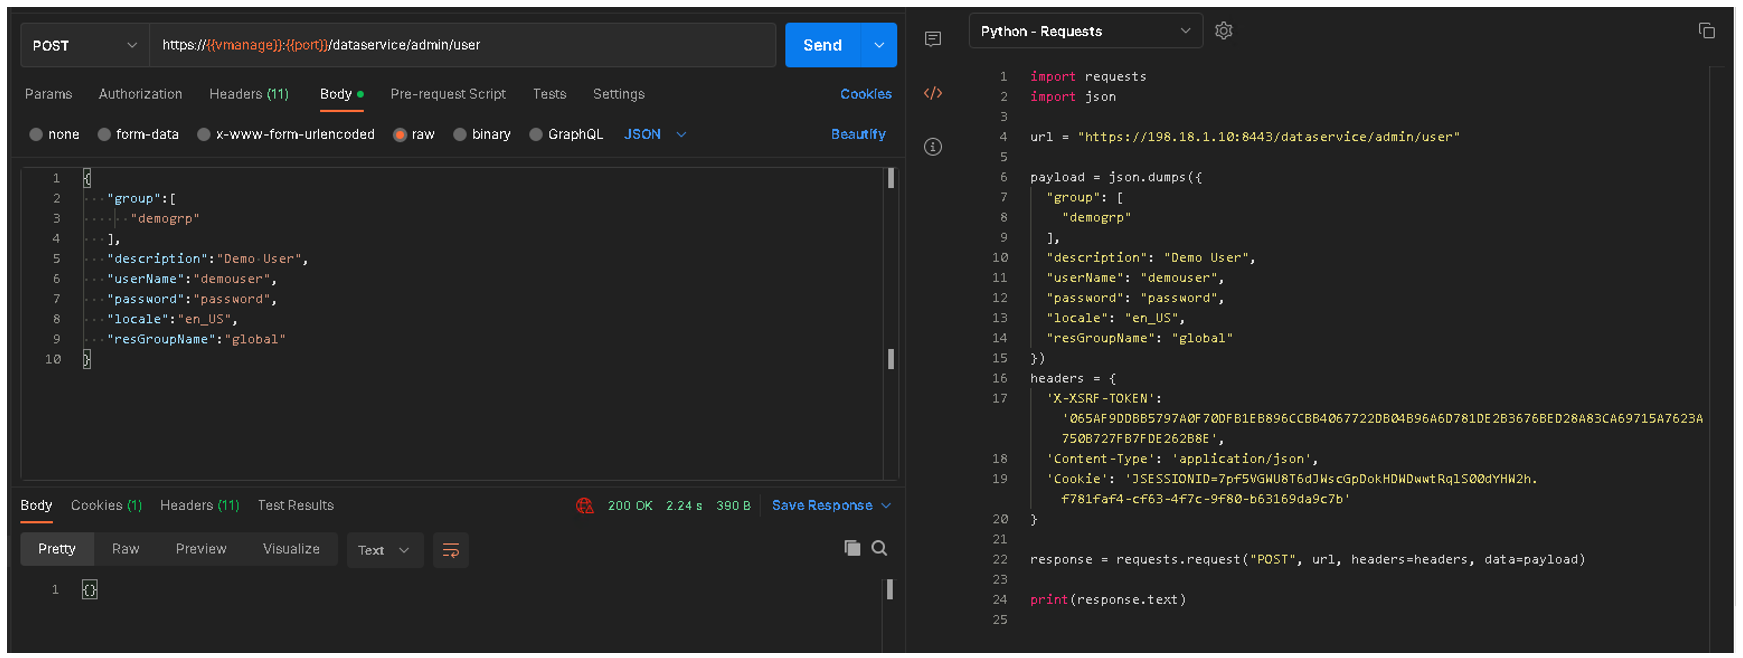 POST
https://{{vmanage}}:{{port}}/dataservice/admin/user
Send
Params Authorization Headers (11) Body Pre-request Script Tests Settings Cookies
none form-data x-www-form-urlencoded raw binary GraphQL JSON Beautify
1 {
2 "group":[
3 "demogrp"
4 ],
5 "description":"Demo User",
6 "userName":"demouser",
7 "password":"password",
8 "locale":"en_US",
9 "resGroupName":"global"
10 }
Body Cookies (1) Headers (11) Test Results 200 OK 2.24 s 390 B Save Response
Pretty Raw Preview Visualize Text
1 {}
Python - Requests
1 import requests
2 import json
3
4 url = "https://198.18.1.10:8443/dataservice/admin/user"
5
6 payload = json.dumps({
7 "group": [
8 "demogrp"
9 ],
10 "description": "Demo User",
11 "userName": "demouser",
12 "password": "password",
13 "locale": "en_US",
14 "resGroupName": "global"
15 })
16 headers = {
17 'X-XSRF-TOKEN':
'065AF9DDBB5797A0F70DFB1EB896CCBB4067722DB04B96A6D781DE2B3676BED28A83CA69715A7623A
750B727FB7FDE262B8E',
18 'Content-Type': 'application/json',
19 'Cookie': 'JSESSIONID=7pf5VGWU8T6dJWscGpDokHDWDwwtRqlS00dYHW2h.
f781faf4-cf63-4f7c-9f80-b63169da9c7b'
20 }
21
22 response = requests.request("POST", url, headers=headers, data=payload)
23
24 print(response.text)
25